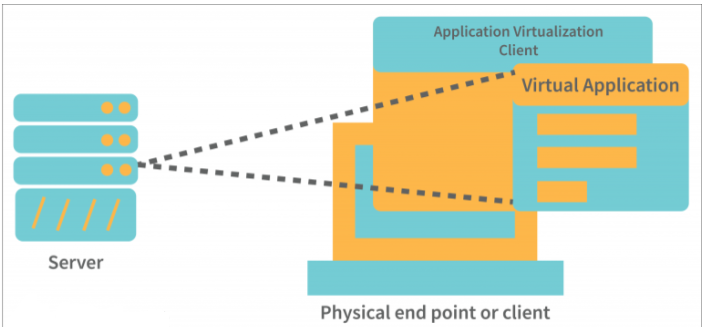 Application Virtualization
Client
Virtual Application
Server
Physical end point or client